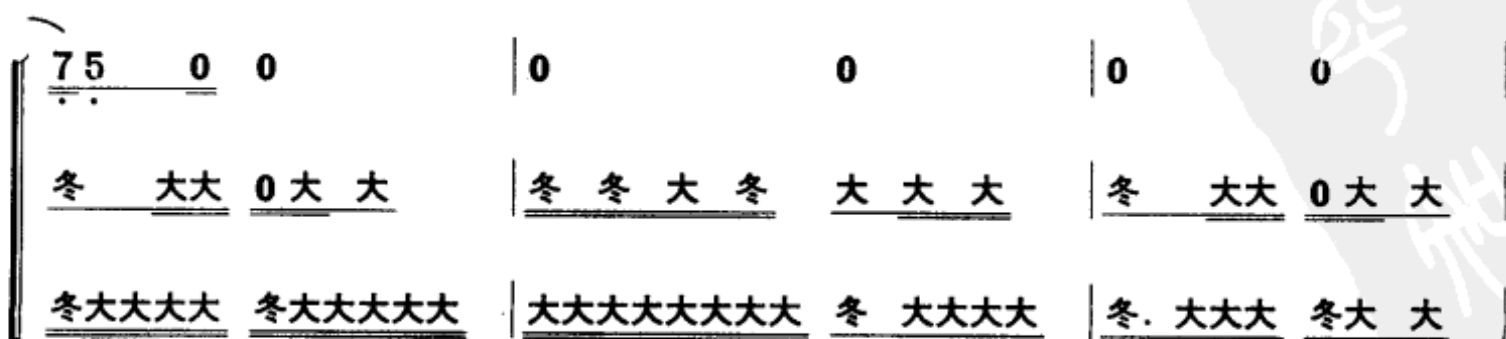 7 5 0 0 | 0 0 | 0 0
冬 大大 0 大 大 | 冬 冬 大 冬 大 大 大 | 冬 大大 0 大 大
冬大大大大 冬大大大大大 | 大大大大大大大大 冬 大大大大 | 冬. 大大大 冬大 大